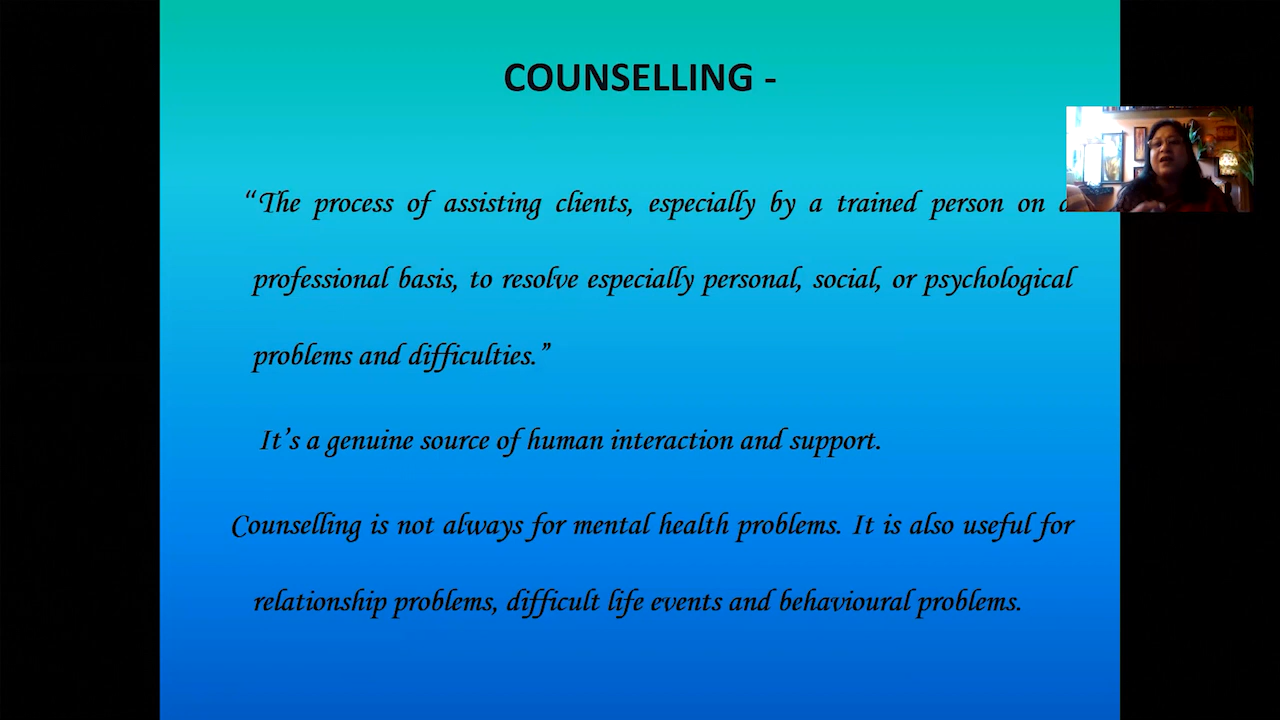 COUNSELLING -
“The process of assisting clients, especially by a trained person on a
professional basis, to resolve especially personal, social, or psychological
problems and difficulties.”
It’s a genuine source of human interaction and support.
Counselling is not always for mental health problems. It is also useful for
relationship problems, difficult life events and behavioural problems.